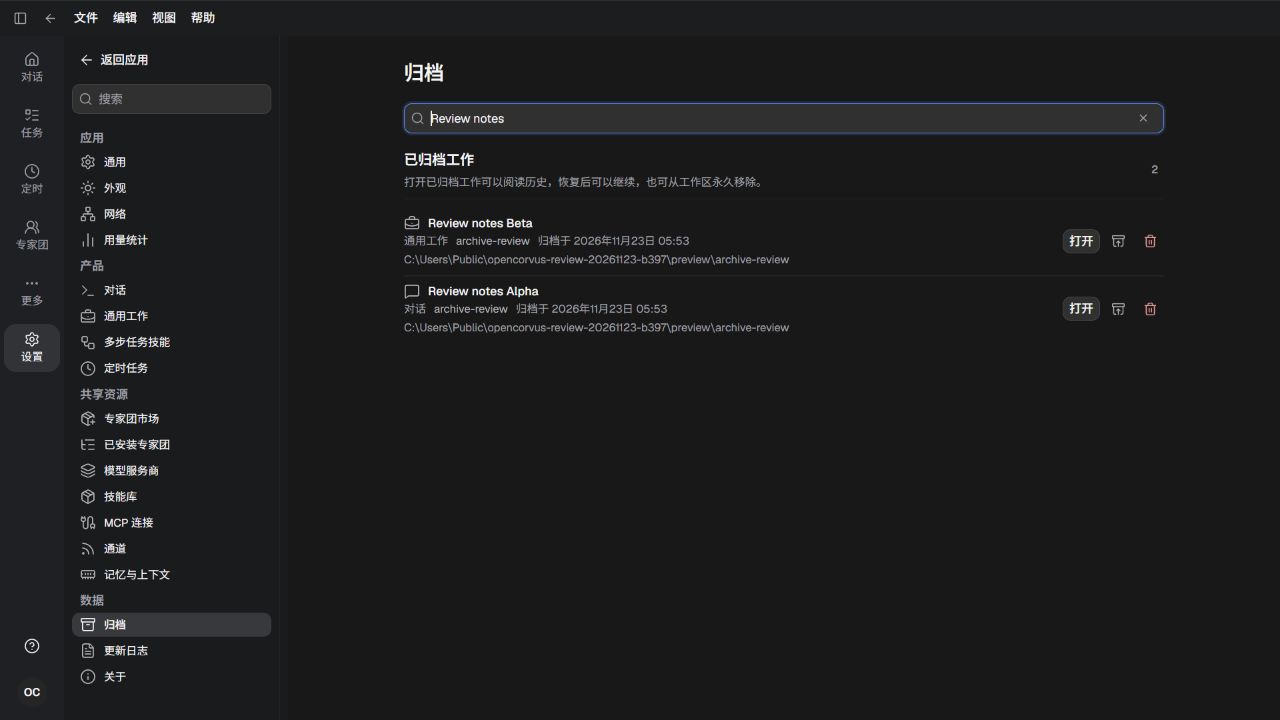 文件 编辑 视图 帮助
对话
任务
定时
专家团
更多
设置
OC
返回应用
搜索
应用
通用
外观
网络
用量统计
产品
对话
通用工作
多步任务技能
定时任务
共享资源
专家团市场
已安装专家团
模型服务商
技能库
MCP 连接
通道
记忆与上下文
数据
归档
更新日志
关于
归档
Review notes
已归档工作
2
打开已归档工作可以阅读历史，恢复后可以继续，也可从工作区永久移除。
Review notes Beta
通用工作 archive-review 归档于 2026年11月23日 05:53
打开
C:\Users\Public\opencorvus-review-20261123-b397\preview\archive-review
Review notes Alpha
对话 archive-review 归档于 2026年11月23日 05:53
打开
C:\Users\Public\opencorvus-review-20261123-b397\preview\archive-review